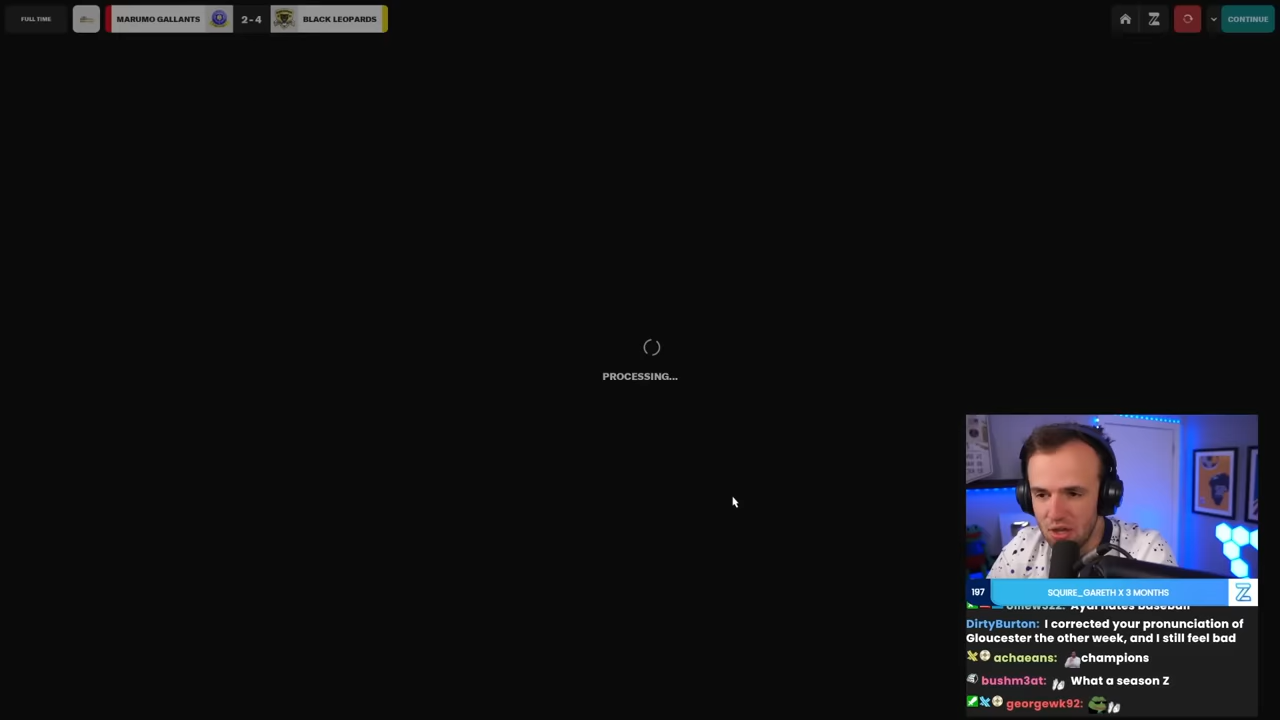 FULL TIME
MARUMO GALLANTS
2-4
BLACK LEOPARDS
CONTINUE
PROCESSING...
197
SQUIRE_GARETH X 3 MONTHS
DirtyBurton: I corrected your pronunciation of
Gloucester the other week, and I still feel bad
achaeans: champions
bushm3at: What a season Z
georgewk92: